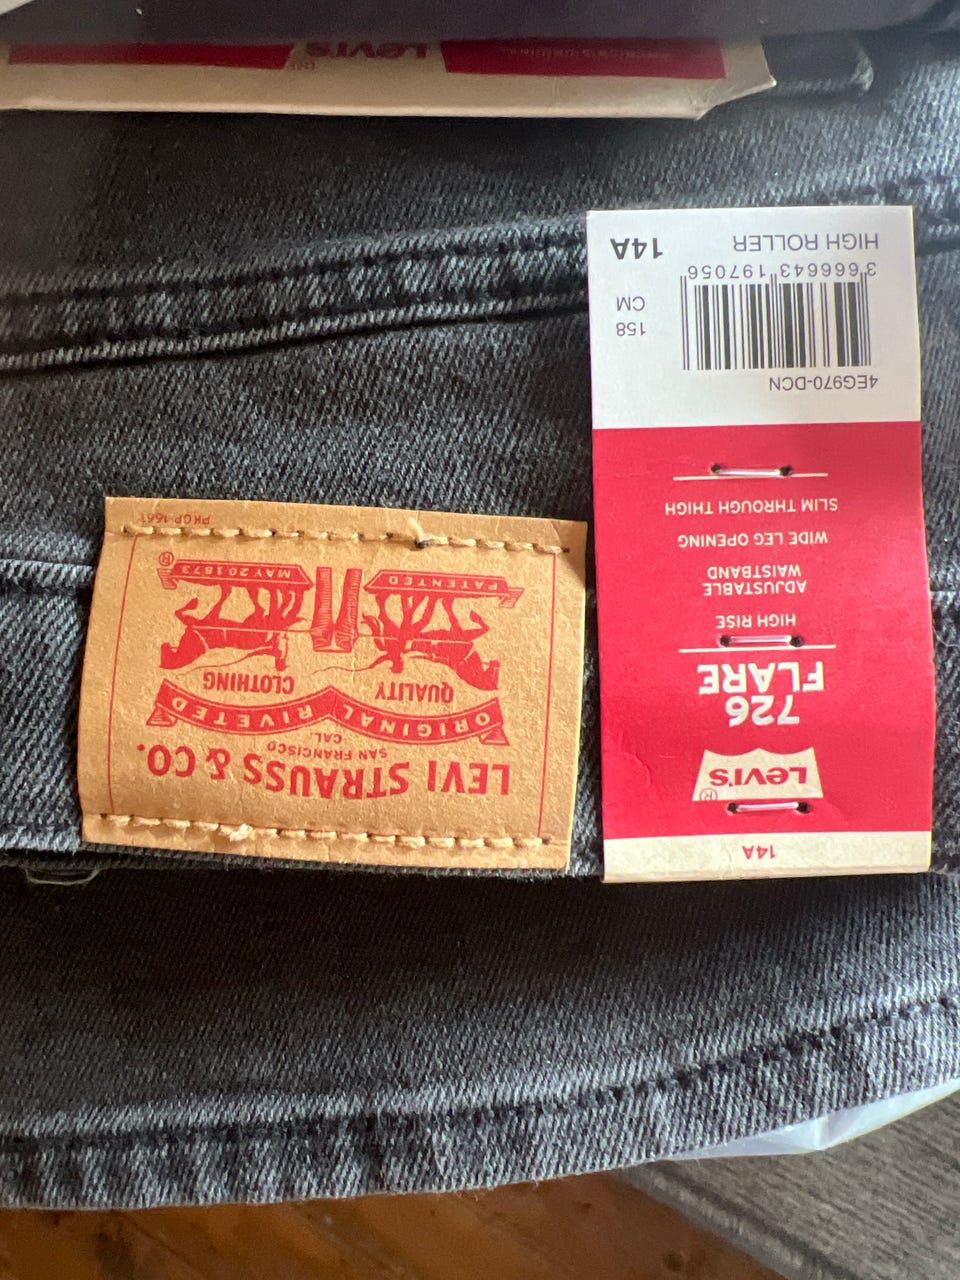 LEVI'S
14A
LEVI'S®
726
FLARE
HIGH RISE
ADJUSTABLE
WAISTBAND
WIDE LEG OPENING
SLIM THROUGH THIGH
4EG970-DCN
158
CM
3 666643 197056
HIGH ROLLER
14A
LEVI STRAUSS & CO.
SAN FRANCISCO
CAL.
ORIGINAL RIVETED
QUALITY CLOTHING
PATENTED
MAY 20 1873
®
PKGP-1661